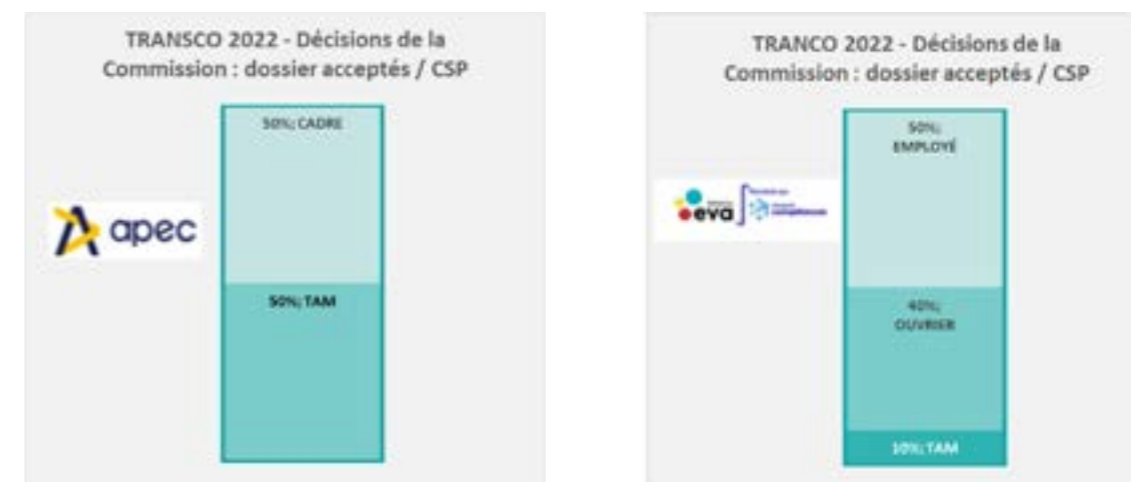 TRANSCO 2022 - Décisions de la
Commission : dossier acceptés / CSP
50%; CADRE
apec
50%; TAM
TRANCO 2022 - Décisions de la
Commission : dossier acceptés / CSP
50%;
EMPLOYÉ
eva
compétences
40%;
OUVRIER
10%; TAM